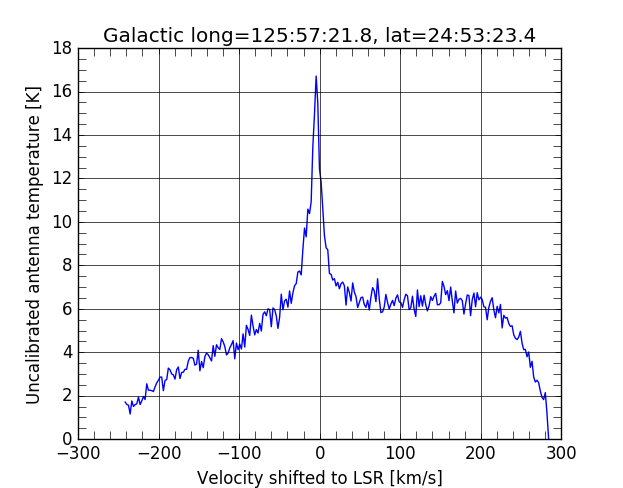 Galactic long=125:57:21.8, lat=24:53:23.4
Uncalibrated antenna temperature [K]
18
16
14
12
10
8
6
4
2
0
−300 −200 −100 0 100 200 300
Velocity shifted to LSR [km/s]